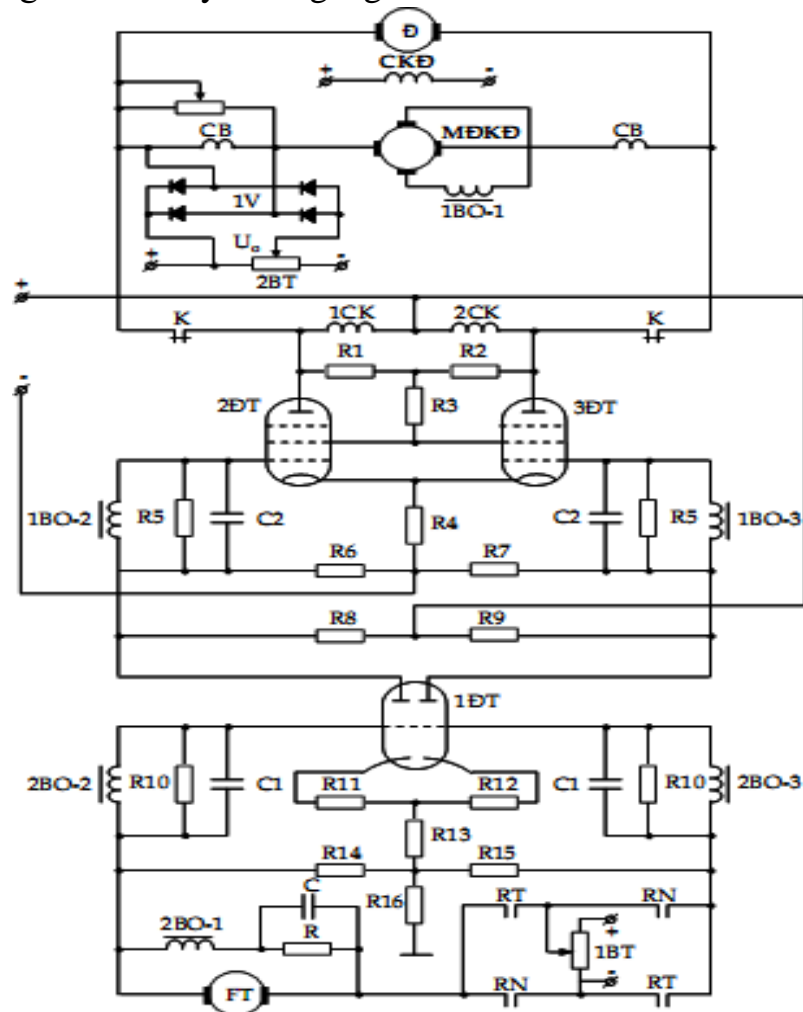 Đ
CKĐ
+ -
CB MĐKĐ CB
1V 1BO-1
+ Uo -
2BT
+
K 1CK 2CK K
R1 R2
-
2ĐT R3 3ĐT
1BO-2 R5 C2 R4 C2 R5 1BO-3
R6 R7
R8 R9
1ĐT
2BO-2 R10 C1 R11 R12 C1 R10 2BO-3
R13
R14 R15
C R16 RT RN
2BO-1 R + 1BT
-
FT RN RT